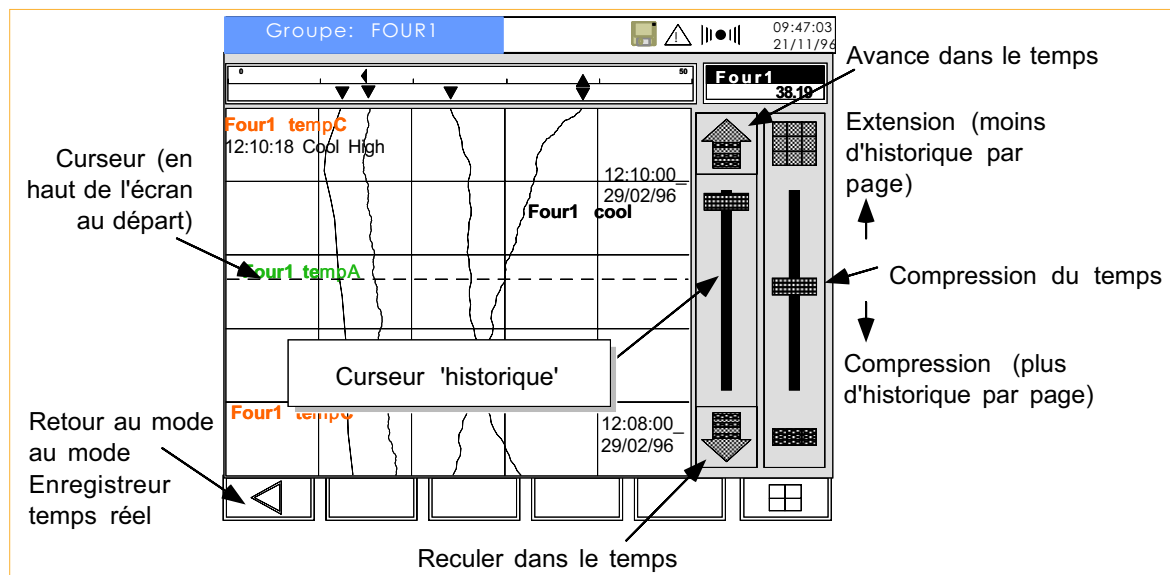 Groupe: FOUR1
09:47:03
21/11/96
0
50
Four1
38.19
Four1 tempC
12:10:18 Cool High
12:10:00_
29/02/96
Four1 cool
Four1 tempA
Curseur 'historique'
Four1 tempC
12:08:00_
29/02/96
Curseur (en
haut de l'écran
au départ)
Retour au mode
au mode
Enregistreur
temps réel
Reculer dans le temps
Avance dans le temps
Extension (moins
d'historique par
page)
Compression du temps
Compression (plus
d'historique par page)